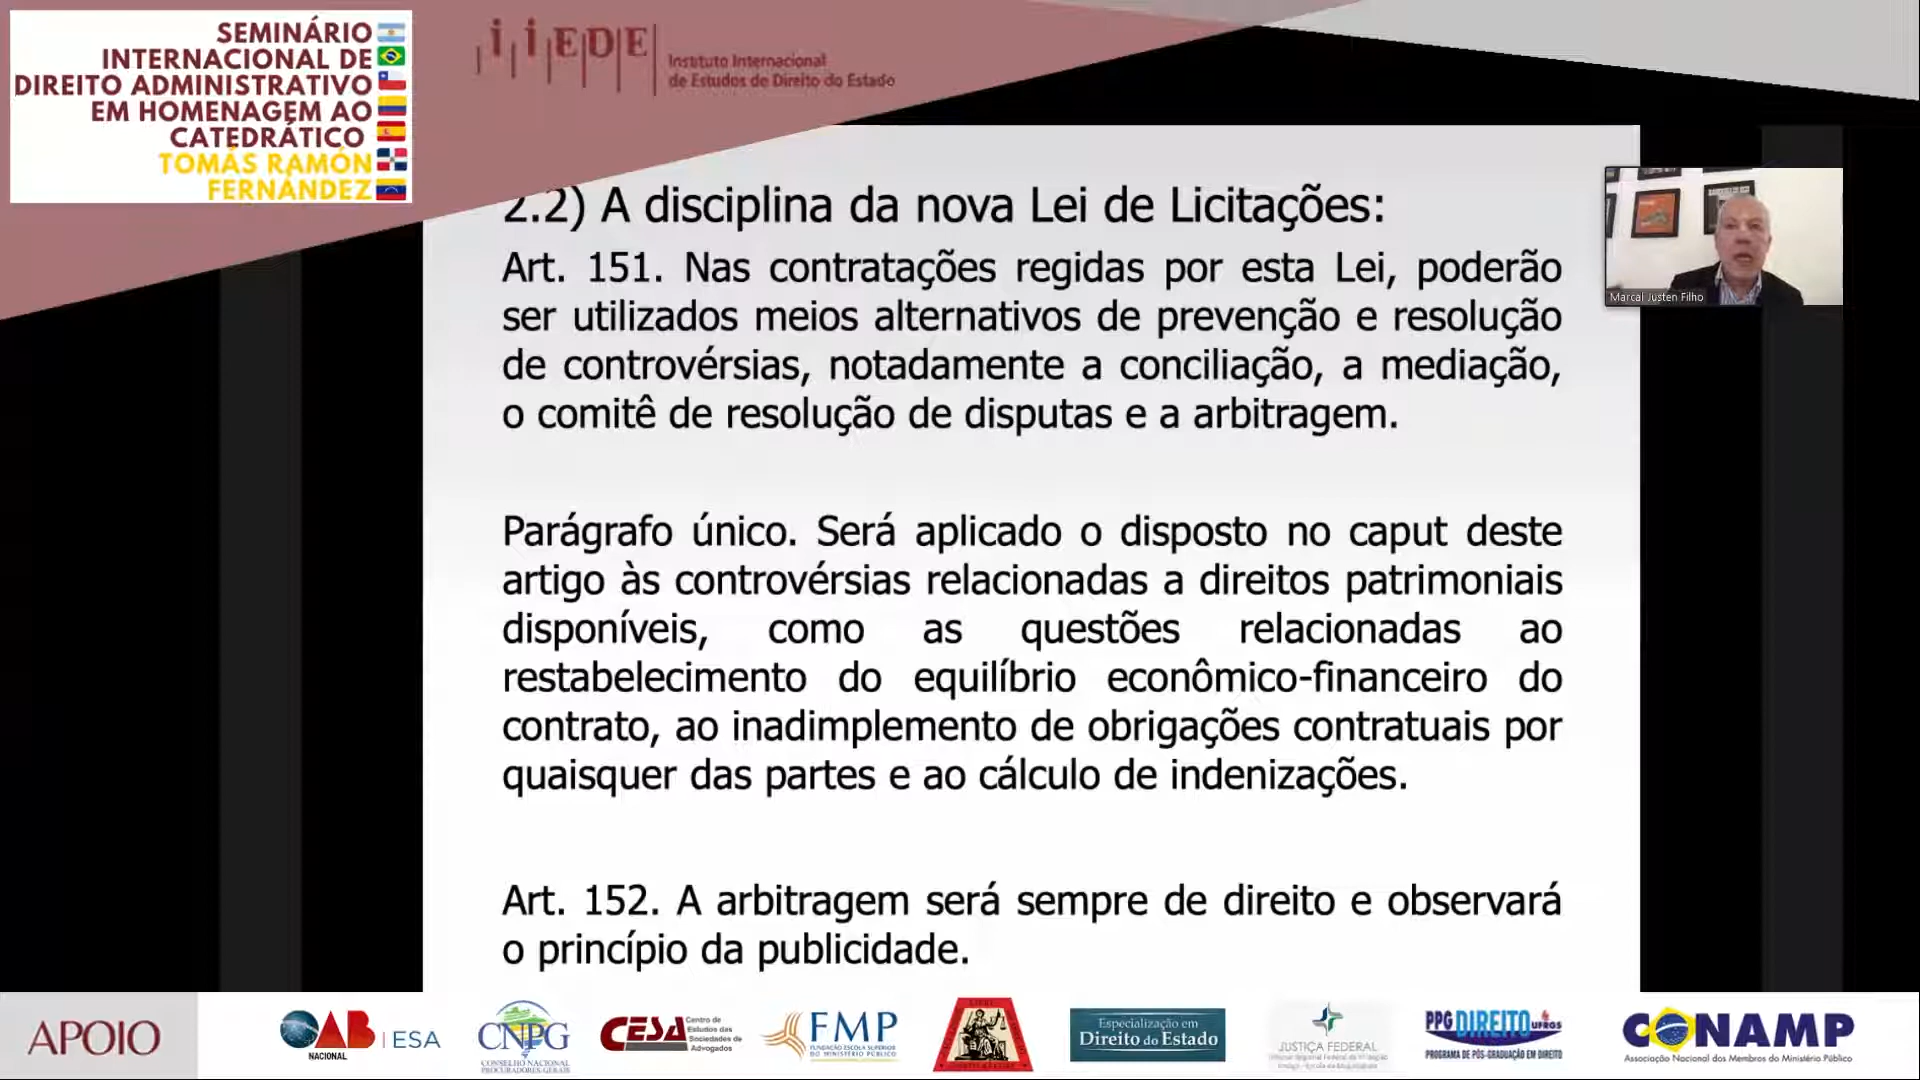 SEMINÁRIO
INTERNACIONAL DE
DIREITO ADMINISTRATIVO
EM HOMENAGEM AO
CATEDRÁTICO
TOMÁS RAMÓN
FERNÁNDEZ
IIEDE
Instituto Internacional
de Estudos de Direito do Estado
2.2) A disciplina da nova Lei de Licitações:
Art. 151. Nas contratações regidas por esta Lei, poderão
ser utilizados meios alternativos de prevenção e resolução
de controvérsias, notadamente a conciliação, a mediação,
o comitê de resolução de disputas e a arbitragem.
Parágrafo único. Será aplicado o disposto no caput deste
artigo às controvérsias relacionadas a direitos patrimoniais
disponíveis, como as questões relacionadas ao
restabelecimento do equilíbrio econômico-financeiro do
contrato, ao inadimplemento de obrigações contratuais por
quaisquer das partes e ao cálculo de indenizações.
Art. 152. A arbitragem será sempre de direito e observará
o princípio da publicidade.
Marcal Justen Filho
APOIO
OAB
NACIONAL
ESA
CNPG
CONSELHO NACIONAL
PROCURADORES-GERAIS
CESA
Centro de
Estudos das
Sociedades de
Advogados
FMP
FUNDAÇÃO ESCOLA SUPERIOR
DO MINISTÉRIO PÚBLICO
Especialização em
Direito do Estado
JUSTIÇA FEDERAL
PPG DIREITO UFRGS
PROGRAMA DE PÓS-GRADUAÇÃO EM DIREITO
CONAMP
Associação Nacional dos Membros do Ministério Público